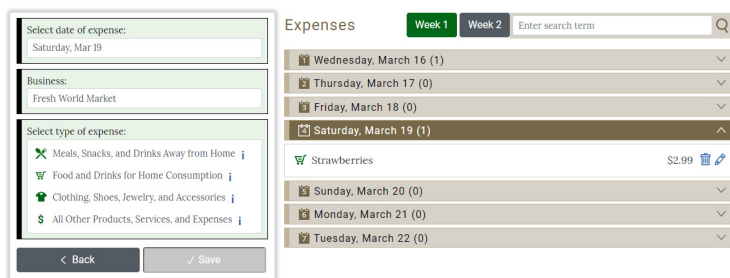 Select date of expense:
Saturday, Mar 19
Business:
Fresh World Market
Select type of expense:
Meals, Snacks, and Drinks Away from Home i
Food and Drinks for Home Consumption i
Clothing, Shoes, Jewelry, and Accessories i
$ All Other Products, Services, and Expenses i
< Back
✓ Save
Expenses
Week 1
Week 2
Enter search term
1 Wednesday, March 16 (1)
2 Thursday, March 17 (0)
3 Friday, March 18 (0)
4 Saturday, March 19 (1)
Strawberries $2.99
5 Sunday, March 20 (0)
6 Monday, March 21 (0)
7 Tuesday, March 22 (0)